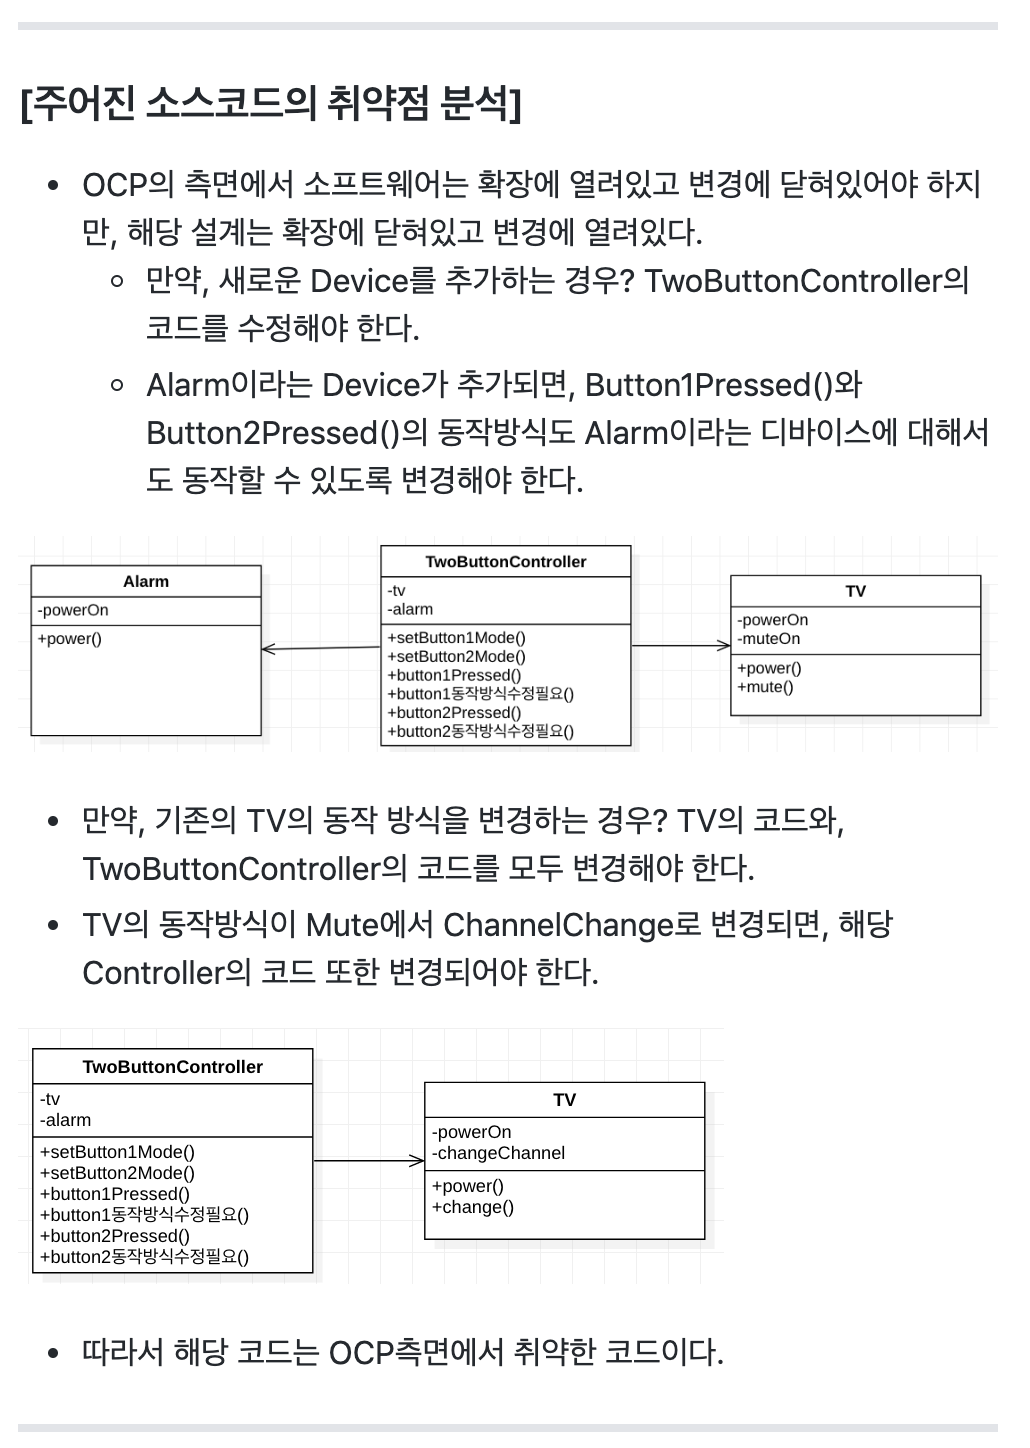 [주어진 소스코드의 취약점 분석]
OCP의 측면에서 소프트웨어는 확장에 열려있고 변경에 닫혀있어야 하지
만, 해당 설계는 확장에 닫혀있고 변경에 열려있다.
만약, 새로운 Device를 추가하는 경우? TwoButtonController의
코드를 수정해야 한다.
Alarm이라는 Device가 추가되면, Button1Pressed()와
Button2Pressed()의 동작방식도 Alarm이라는 디바이스에 대해서
도 동작할 수 있도록 변경해야 한다.
Alarm
-powerOn
+power()
TwoButtonController
-tv
-alarm
+setButton1Mode()
+setButton2Mode()
+button1Pressed()
+button1동작방식수정필요()
+button2Pressed()
+button2동작방식수정필요()
TV
-powerOn
-muteOn
+power()
+mute()
만약, 기존의 TV의 동작 방식을 변경하는 경우? TV의 코드와,
TwoButtonController의 코드를 모두 변경해야 한다.
TV의 동작방식이 Mute에서 ChannelChange로 변경되면, 해당
Controller의 코드 또한 변경되어야 한다.
TwoButtonController
-tv
-alarm
+setButton1Mode()
+setButton2Mode()
+button1Pressed()
+button1동작방식수정필요()
+button2Pressed()
+button2동작방식수정필요()
TV
-powerOn
-changeChannel
+power()
+change()
따라서 해당 코드는 OCP측면에서 취약한 코드이다.